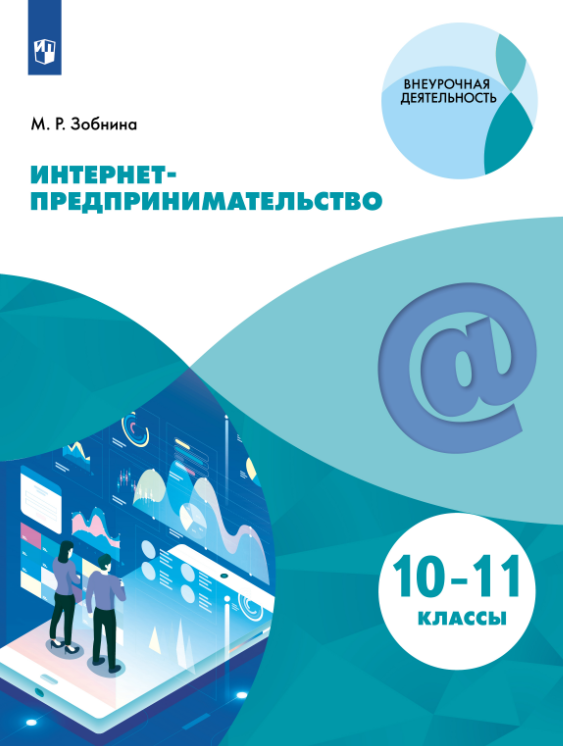 ВНЕУРОЧНАЯ
ДЕЯТЕЛЬНОСТЬ
М. Р. Зобнина
ИНТЕРНЕТ-
ПРЕДПРИНИМАТЕЛЬСТВО
@
10-11
КЛАССЫ